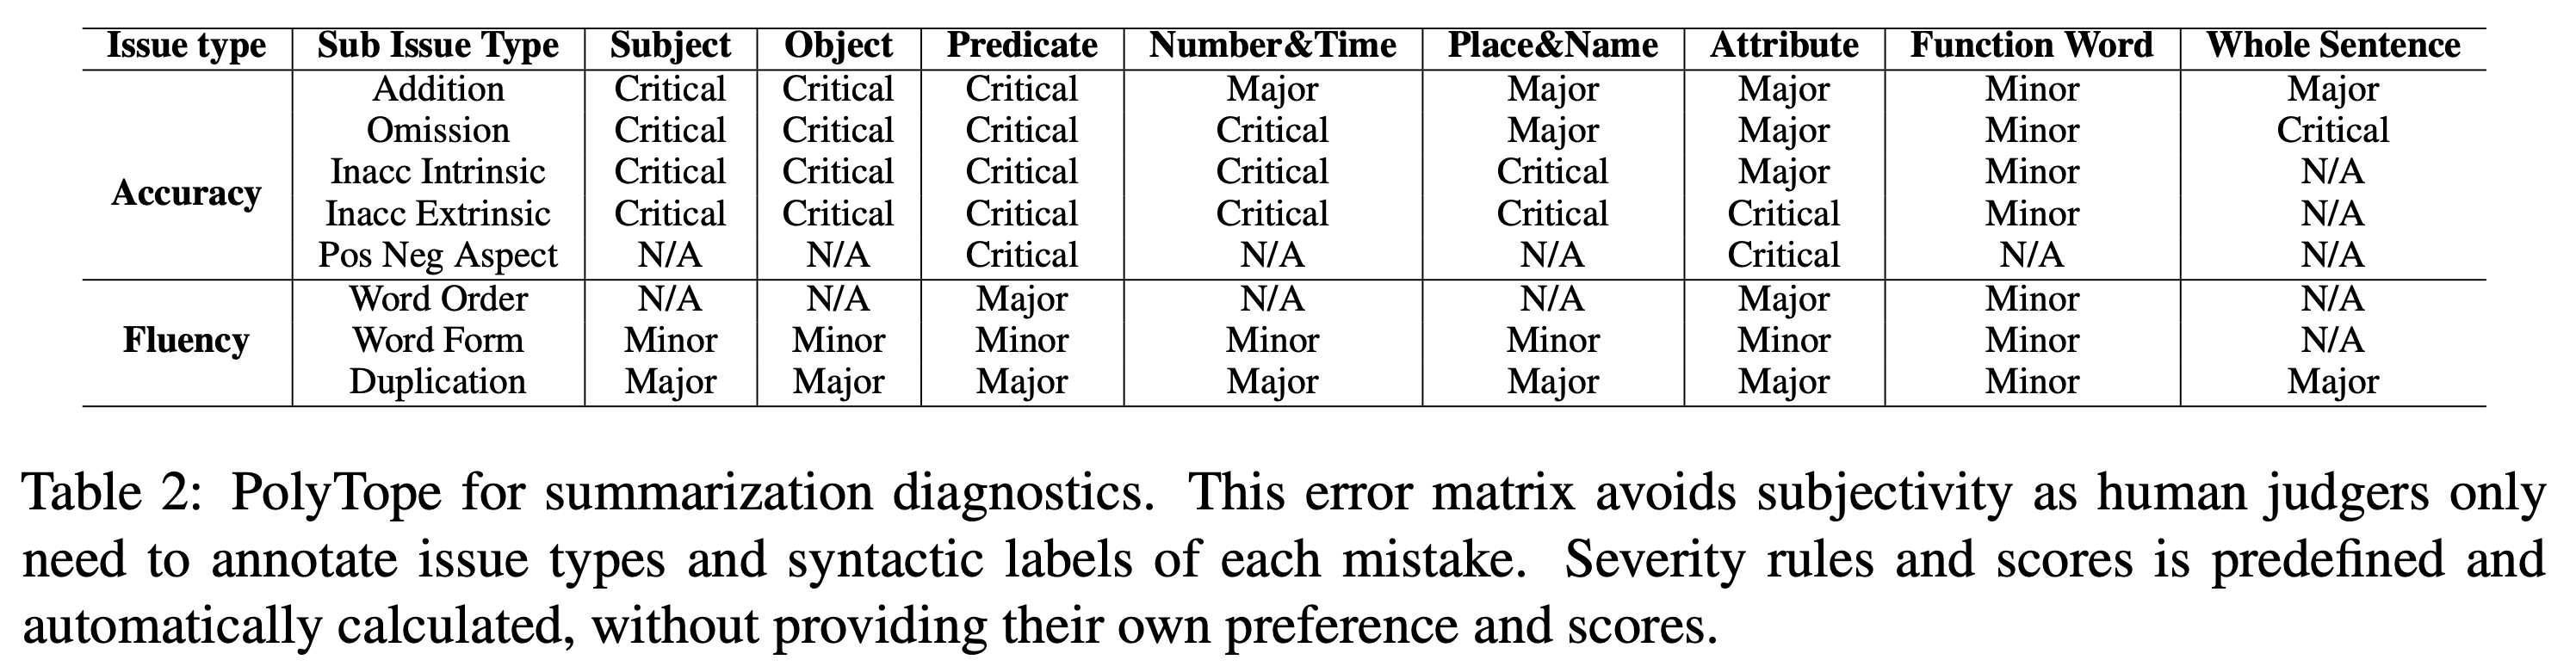 Issue type Sub Issue Type Subject Object Predicate Number&Time Place&Name Attribute Function Word Whole Sentence
Addition Critical Critical Critical Major Major Major Minor Major
Omission Critical Critical Critical Critical Major Major Minor Critical
Inacc Intrinsic Critical Critical Critical Critical Critical Major Minor N/A
Accuracy
Inacc Extrinsic Critical Critical Critical Critical Critical Critical Minor N/A
Pos Neg Aspect N/A N/A Critical N/A N/A Critical N/A N/A
Word Order N/A N/A Major N/A N/A Major Minor N/A
Fluency Word Form Minor Minor Minor Minor Minor Minor Minor N/A
Duplication Major Major Major Major Major Major Minor Major
Table 2: PolyTope for summarization diagnostics. This error matrix avoids subjectivity as human judgers only
need to annotate issue types and syntactic labels of each mistake. Severity rules and scores is predefined and
automatically calculated, without providing their own preference and scores.